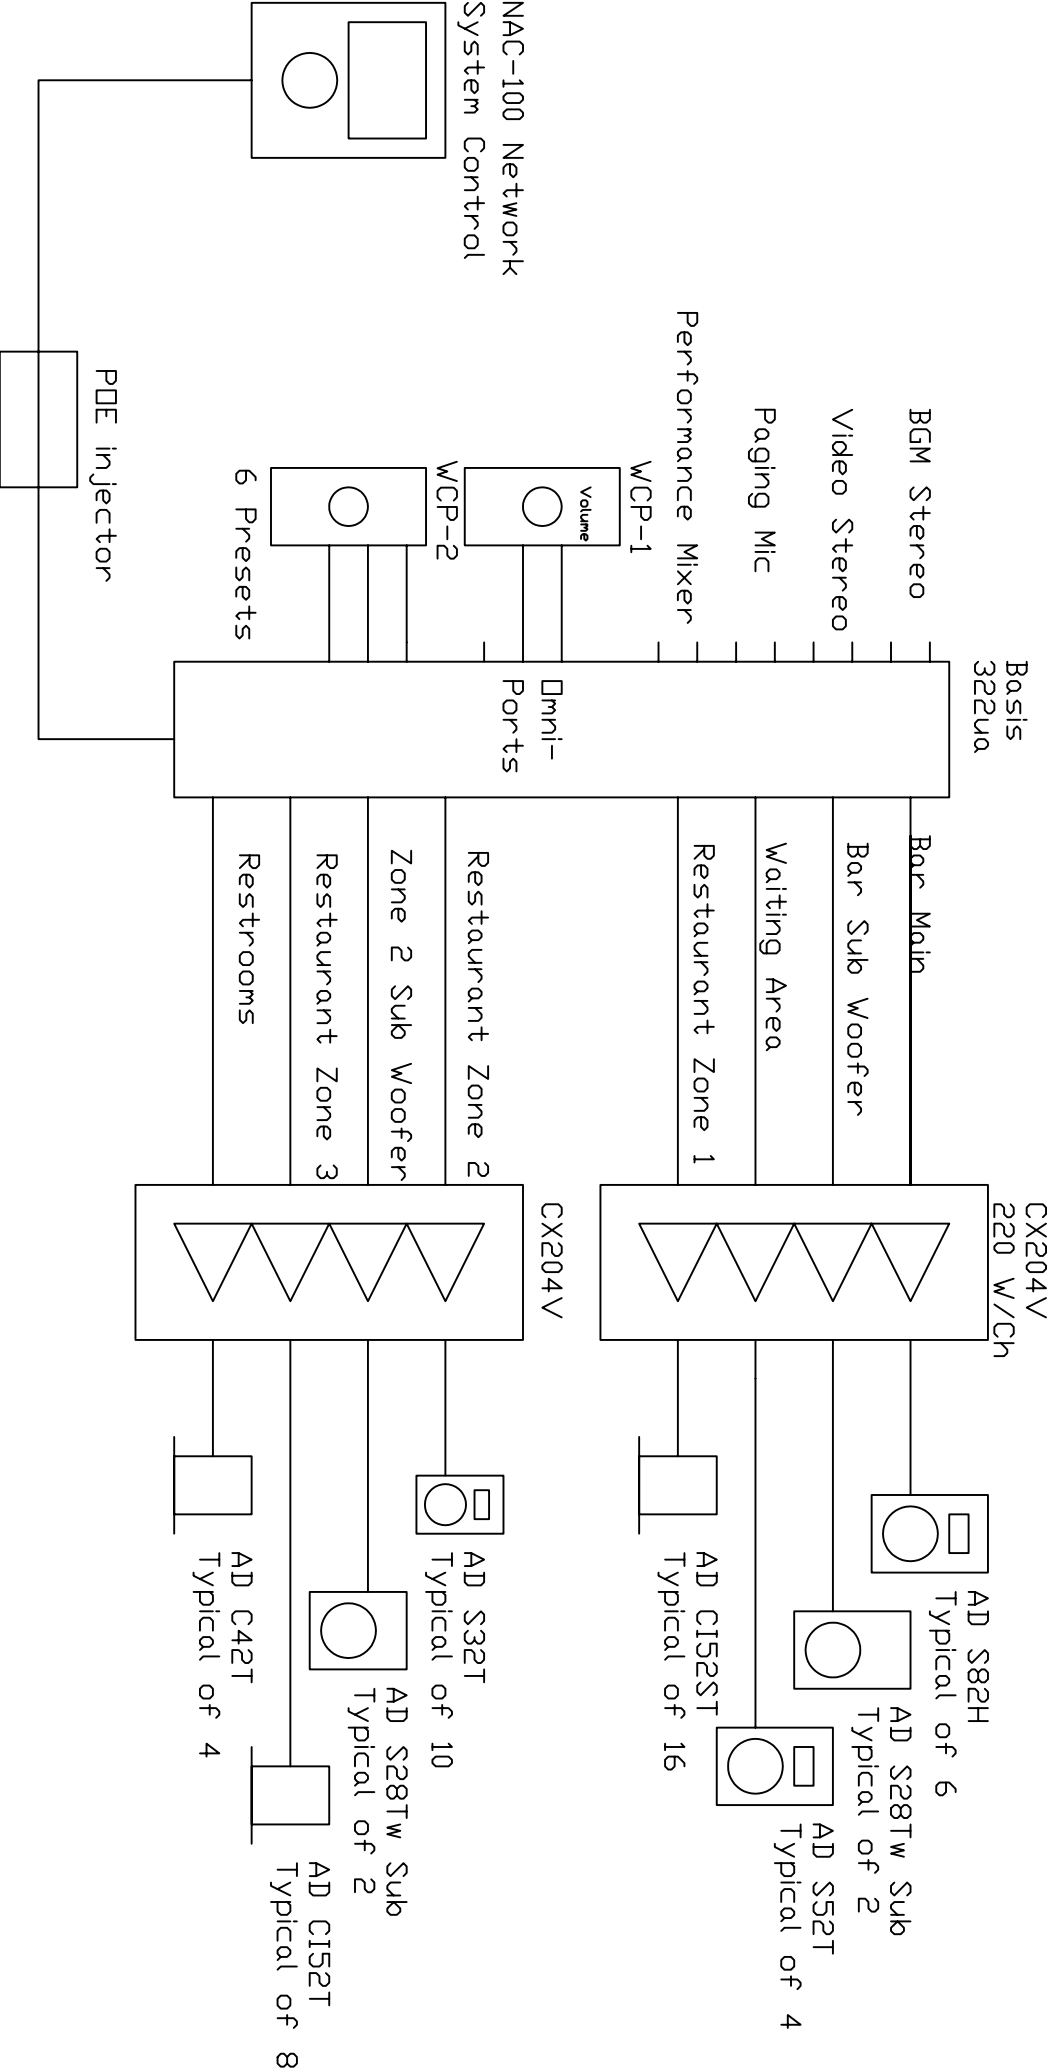 Basis
322ua
CX204V
220 W/Ch
BGM Stereo
Video Stereo
Paging Mic
Performance Mixer
WCP-1
Volume
WCP-2
6 Presets
Omni-
Ports
Bar Main
Bar Sub Woofer
Waiting Area
Restaurant Zone 1
Restaurant Zone 2
Zone 2 Sub Woofer
Restaurant Zone 3
Restrooms
CX204V
AD S82H
Typical of 6
AD S28Tw Sub
Typical of 2
AD S52T
Typical of 4
AD CI52ST
Typical of 16
AD S32T
Typical of 10
AD S28Tw Sub
Typical of 2
AD CI52T
Typical of 8
AD C42T
Typical of 4
NAC-100 Network
System Control
POE injector